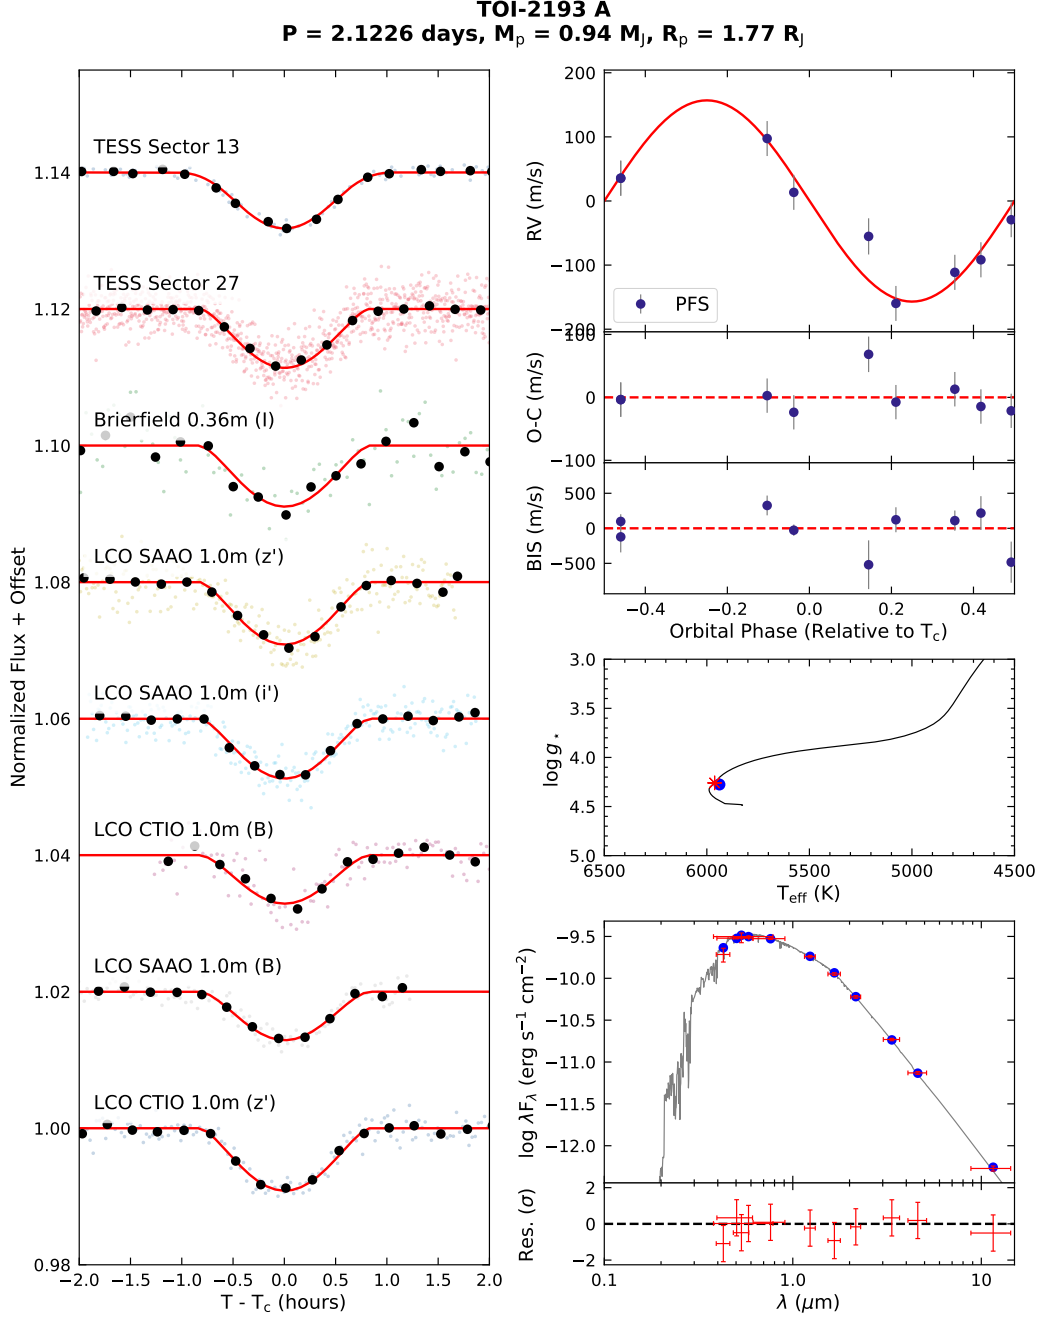 TOI-2193 A
P = 2.1226 days, Mp = 0.94 MJ, Rp = 1.77 RJ
TESS Sector 13
TESS Sector 27
Brierfield 0.36m (I)
LCO SAAO 1.0m (z')
LCO SAAO 1.0m (i')
LCO CTIO 1.0m (B)
LCO SAAO 1.0m (B)
LCO CTIO 1.0m (z')
1.14
1.12
1.10
1.08
1.06
1.04
1.02
1.00
0.98
Normalized Flux + Offset
−2.0 −1.5 −1.0 −0.5 0.0 0.5 1.0 1.5 2.0
T - Tc (hours)
200
100
0
−100
−200
RV (m/s)
PFS
100
0
−100
O-C (m/s)
500
0
−500
BIS (m/s)
−0.4 −0.2 0.0 0.2 0.4
Orbital Phase (Relative to Tc)
3.0
3.5
4.0
4.5
5.0
log g⋆
6500 6000 5500 5000 4500
Teff (K)
−9.5
−10.0
−10.5
−11.0
−11.5
−12.0
log λFλ (erg s−1 cm−2)
2
0
−2
Res. (σ)
0.1 1.0 10
λ (μm)